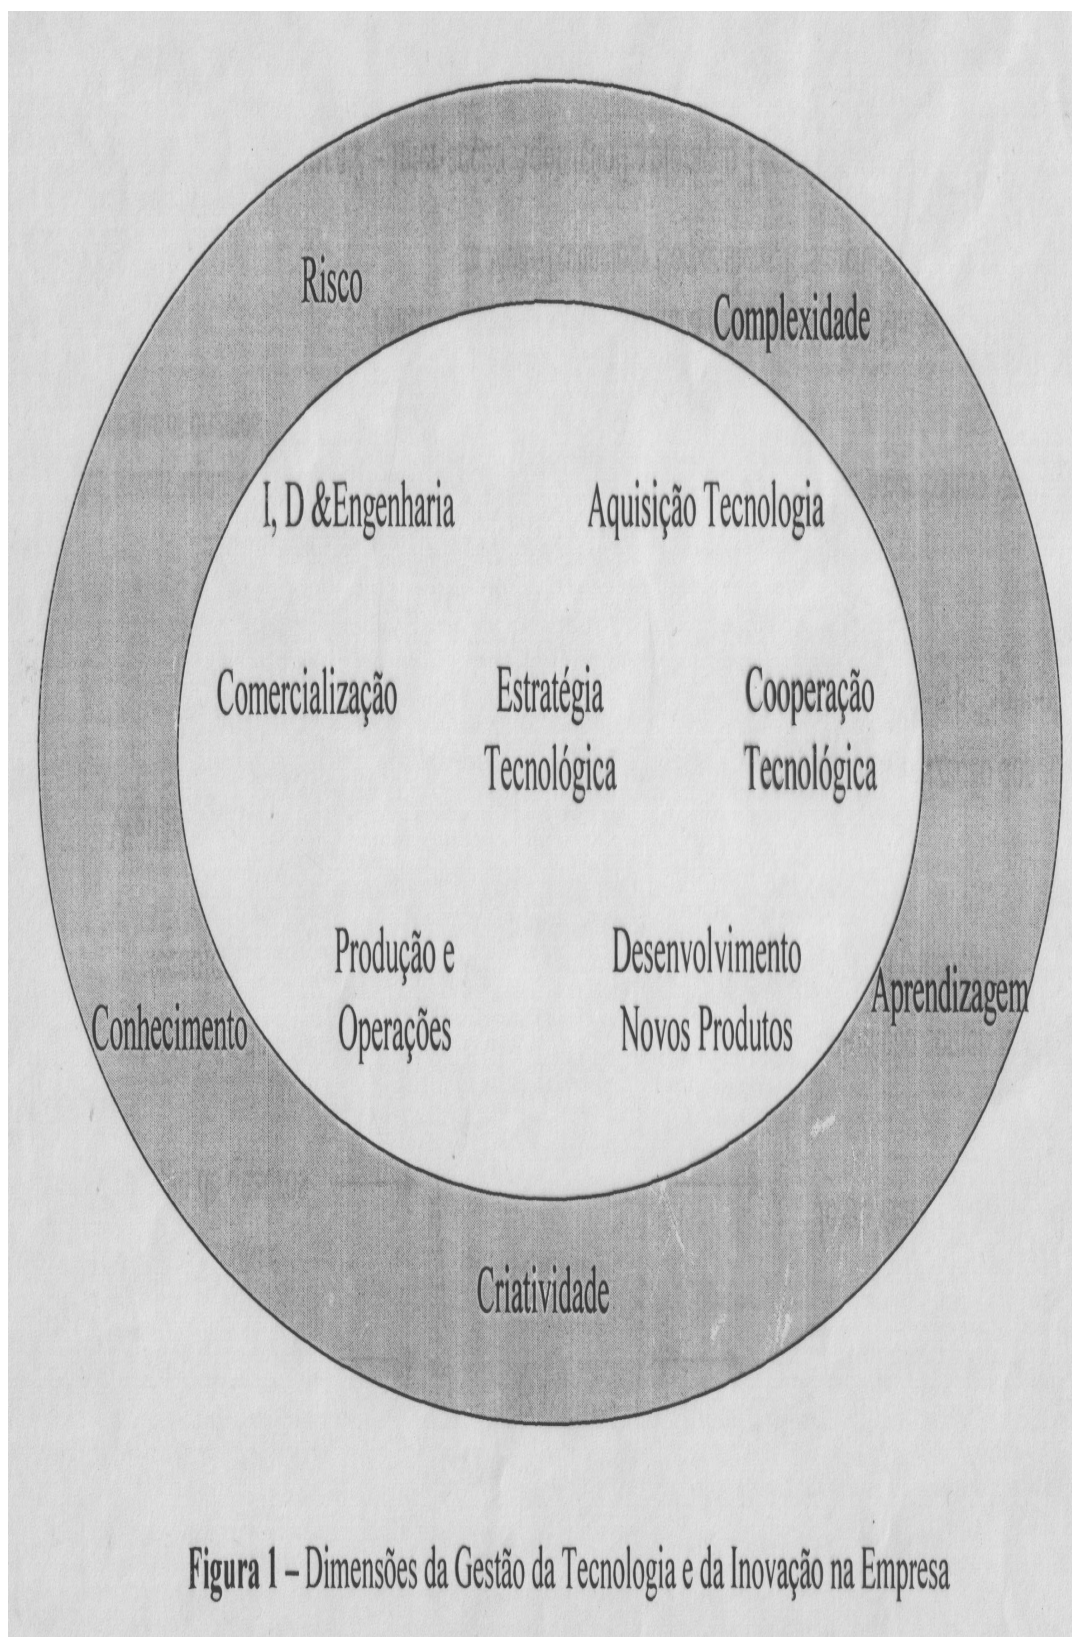 Risco
Complexidade
I, D &Engenharia
Aquisição Tecnologia
Comercialização
Estratégia
Tecnológica
Cooperação
Tecnológica
Produção e
Operações
Desenvolvimento
Novos Produtos
Conhecimento
Aprendizagem
Criatividade
Figura 1 – Dimensões da Gestão da Tecnologia e da Inovação na Empresa